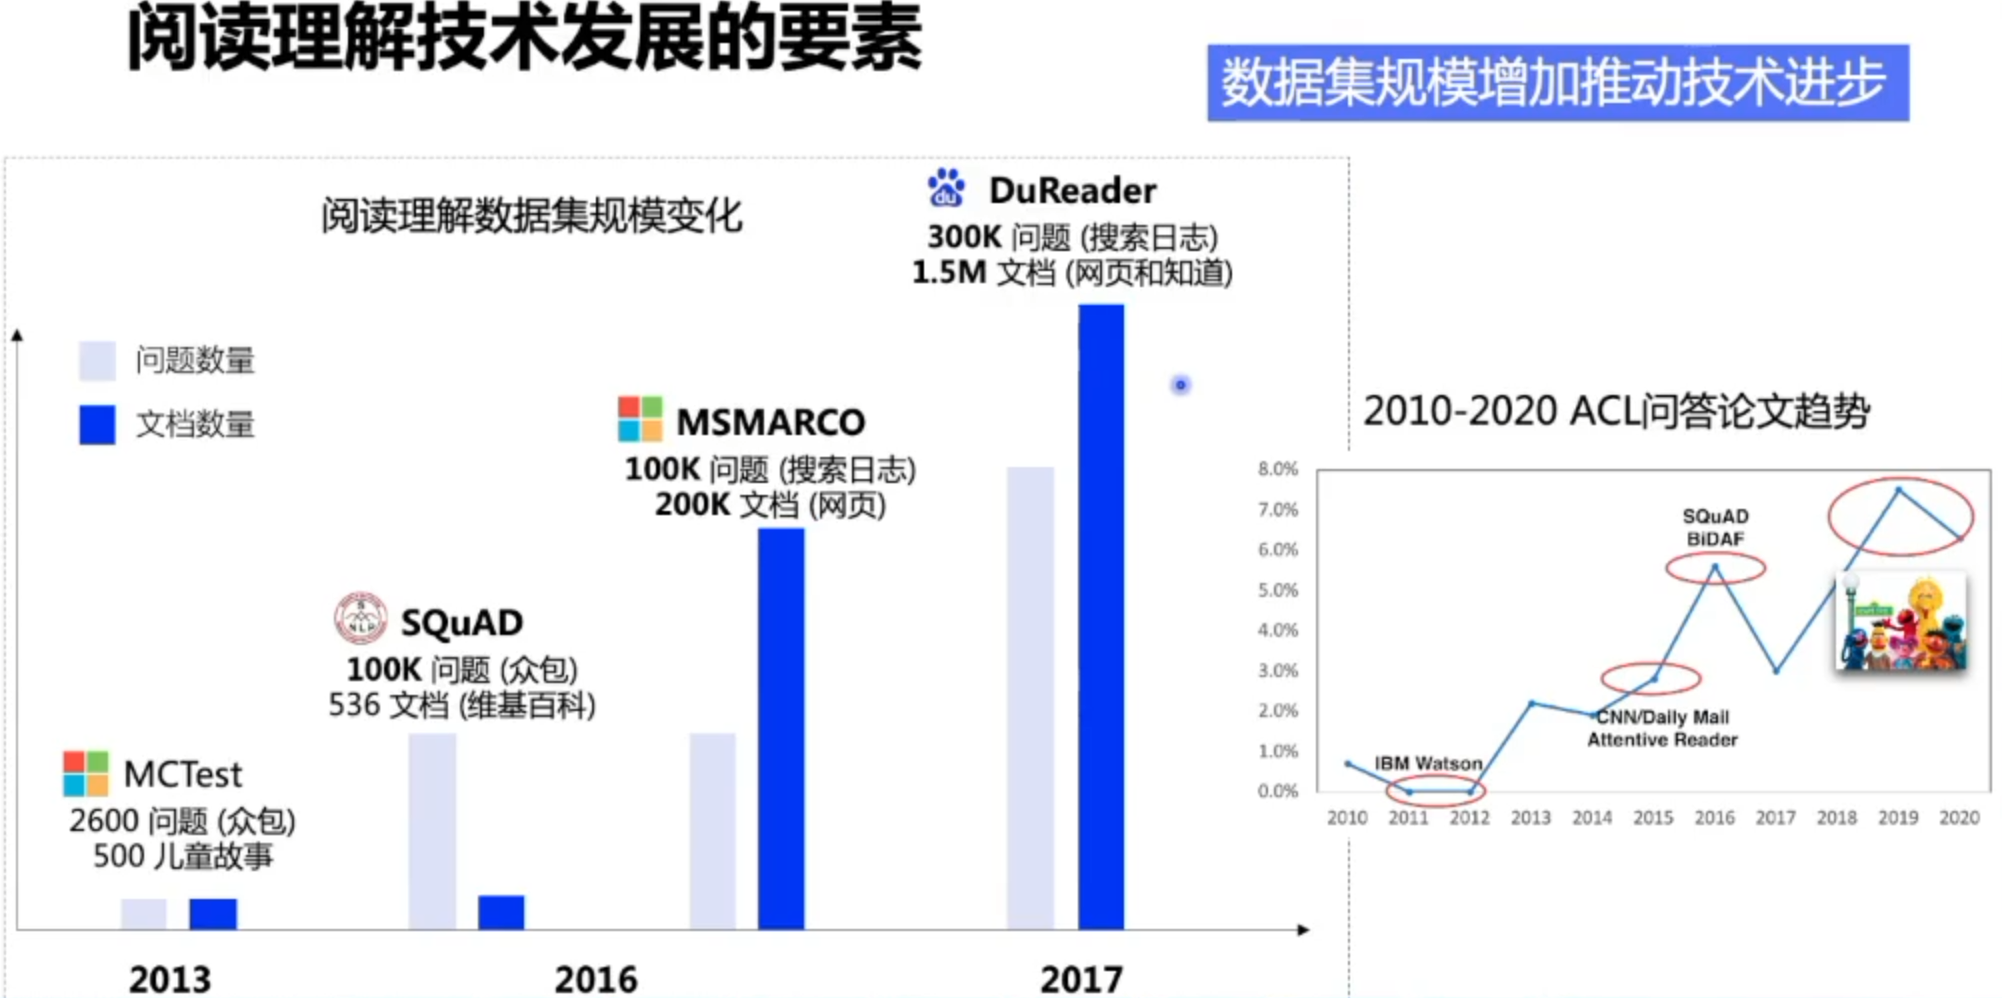 阅读理解技术发展的要素
数据集规模增加推动技术进步
阅读理解数据集规模变化
问题数量
文档数量
MCTest
2600 问题 (众包)
500 儿童故事
SQuAD
100K 问题 (众包)
536 文档 (维基百科)
MSMARCO
100K 问题 (搜索日志)
200K 文档 (网页)
du
DuReader
300K 问题 (搜索日志)
1.5M 文档 (网页和知道)
2013
2016
2017
2010-2020 ACL问答论文趋势
8.0%
7.0%
6.0%
5.0%
4.0%
3.0%
2.0%
1.0%
0.0%
SQuAD
BiDAF
CNN/Daily Mail
Attentive Reader
IBM Watson
2010 2011 2012 2013 2014 2015 2016 2017 2018 2019 2020